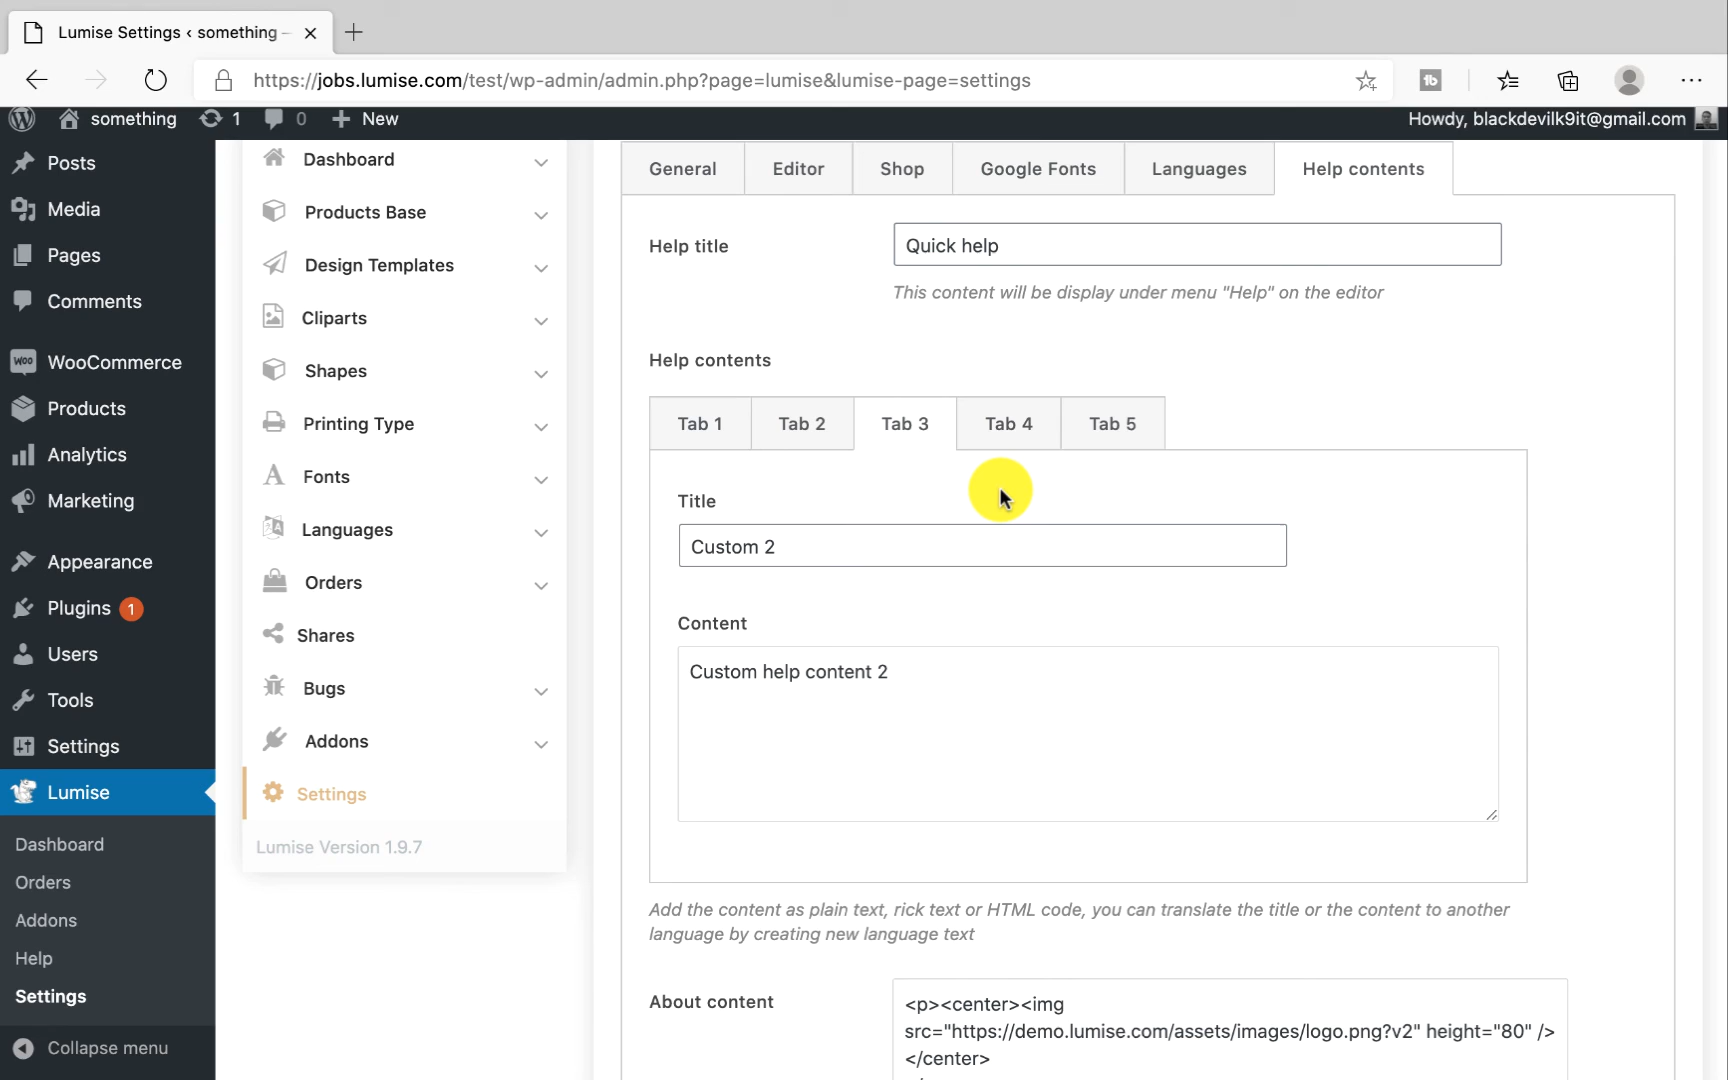 Lumise Settings ‹ something –
https://jobs.lumise.com/test/wp-admin/admin.php?page=lumise&lumise-page=settings
something 1 0 New
Howdy, blackdevilk9it@gmail.com
Posts
Media
Pages
Comments
WooCommerce
Products
Analytics
Marketing
Appearance
Plugins 1
Users
Tools
Settings
Lumise
Dashboard
Orders
Addons
Help
Settings
Collapse menu
Dashboard
Products Base
Design Templates
Cliparts
Shapes
Printing Type
Fonts
Languages
Orders
Shares
Bugs
Addons
Settings
Lumise Version 1.9.7
General Editor Shop Google Fonts Languages Help contents
Help title
Quick help
This content will be display under menu "Help" on the editor
Help contents
Tab 1 Tab 2 Tab 3 Tab 4 Tab 5
Title
Custom 2
Content
Custom help content 2
Add the content as plain text, rick text or HTML code, you can translate the title or the content to another
language by creating new language text
About content
<p><center><img
src="https://demo.lumise.com/assets/images/logo.png?v2" height="80" />
</center>